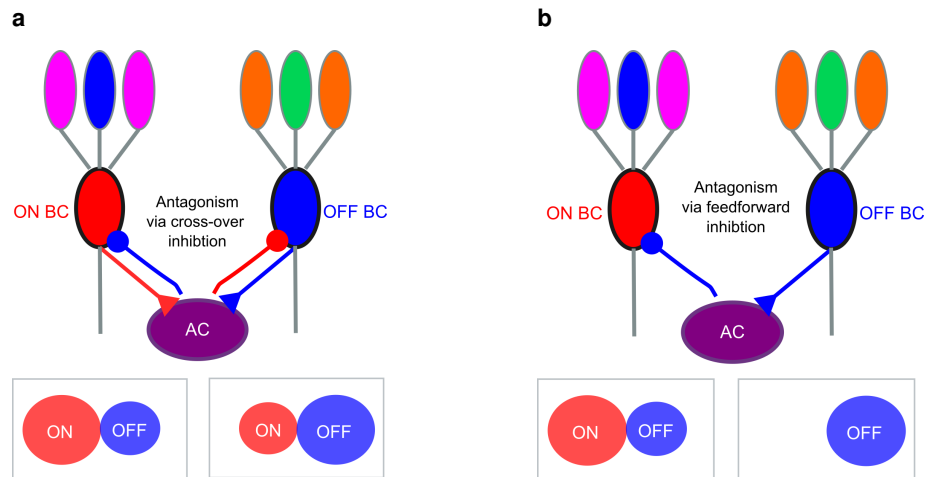 a
ON BC
Antagonism
via cross-over
inhibtion
OFF BC
AC
ON
OFF
ON
OFF
b
ON BC
Antagonism
via feedforward
inhibtion
OFF BC
AC
ON
OFF
OFF